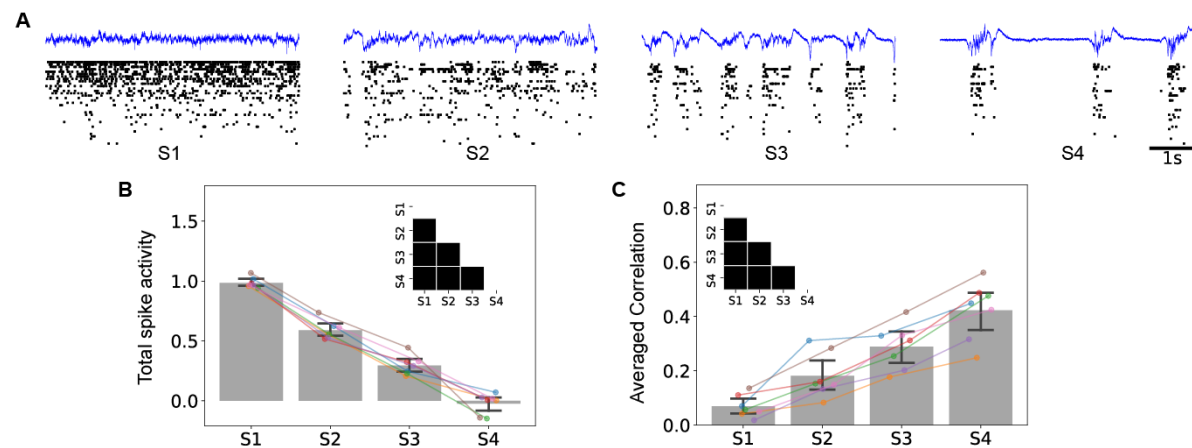 A
S1 S2 S3 S4
1s
B
Total spike activity
1.5
1.0
0.5
0.0
S1 S2 S3 S4
S1
S2
S3
S4
S1 S2 S3 S4
C
Averaged Correlation
0.8
0.6
0.4
0.2
0.0
S1 S2 S3 S4
S1
S2
S3
S4
S1 S2 S3 S4